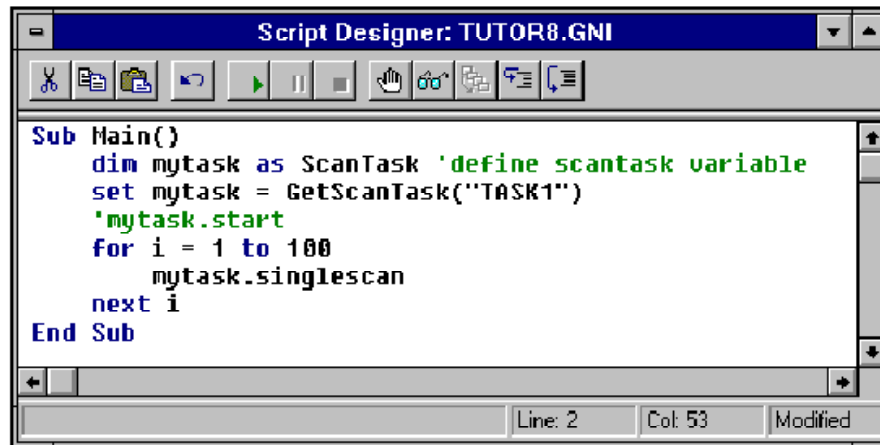 Script Designer: TUTOR8.GNI
Sub Main()
    dim mytask as ScanTask 'define scantask variable
    set mytask = GetScanTask("TASK1")
    'mytask.start
    for i = 1 to 100
        mytask.singlescan
    next i
End Sub
Line: 2 Col: 53 Modified